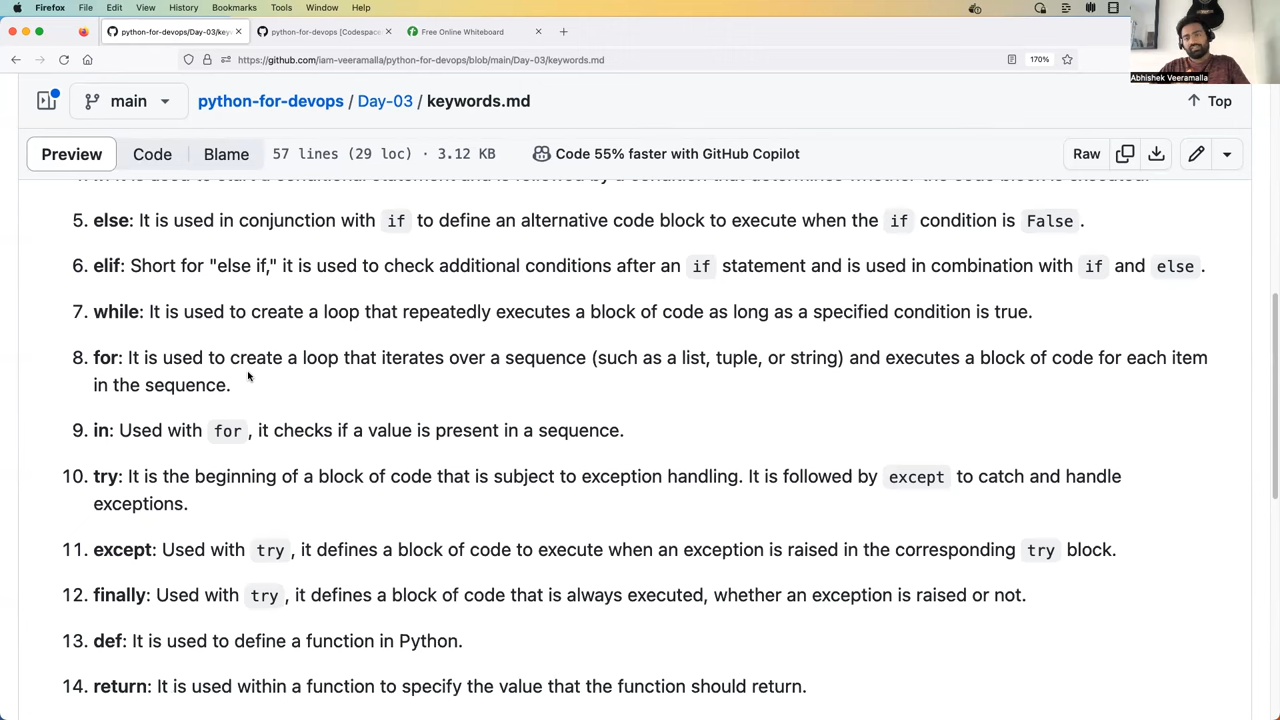 Firefox File Edit View History Bookmarks Tools Window Help
python-for-devops/Day-03/key
python-for-devops [Codespac
Free Online Whiteboard
https://github.com/iam-veeramalla/python-for-devops/blob/main/Day-03/keywords.md
170%
Abhishek Veeramalla
main
python-for-devops / Day-03 / keywords.md
Top
Preview Code Blame 57 lines (29 loc) · 3.12 KB Code 55% faster with GitHub Copilot Raw
5. else: It is used in conjunction with if to define an alternative code block to execute when the if condition is False .
6. elif: Short for "else if," it is used to check additional conditions after an if statement and is used in combination with if and else .
7. while: It is used to create a loop that repeatedly executes a block of code as long as a specified condition is true.
8. for: It is used to create a loop that iterates over a sequence (such as a list, tuple, or string) and executes a block of code for each item
in the sequence.
9. in: Used with for , it checks if a value is present in a sequence.
10. try: It is the beginning of a block of code that is subject to exception handling. It is followed by except to catch and handle
exceptions.
11. except: Used with try , it defines a block of code to execute when an exception is raised in the corresponding try block.
12. finally: Used with try , it defines a block of code that is always executed, whether an exception is raised or not.
13. def: It is used to define a function in Python.
14. return: It is used within a function to specify the value that the function should return.